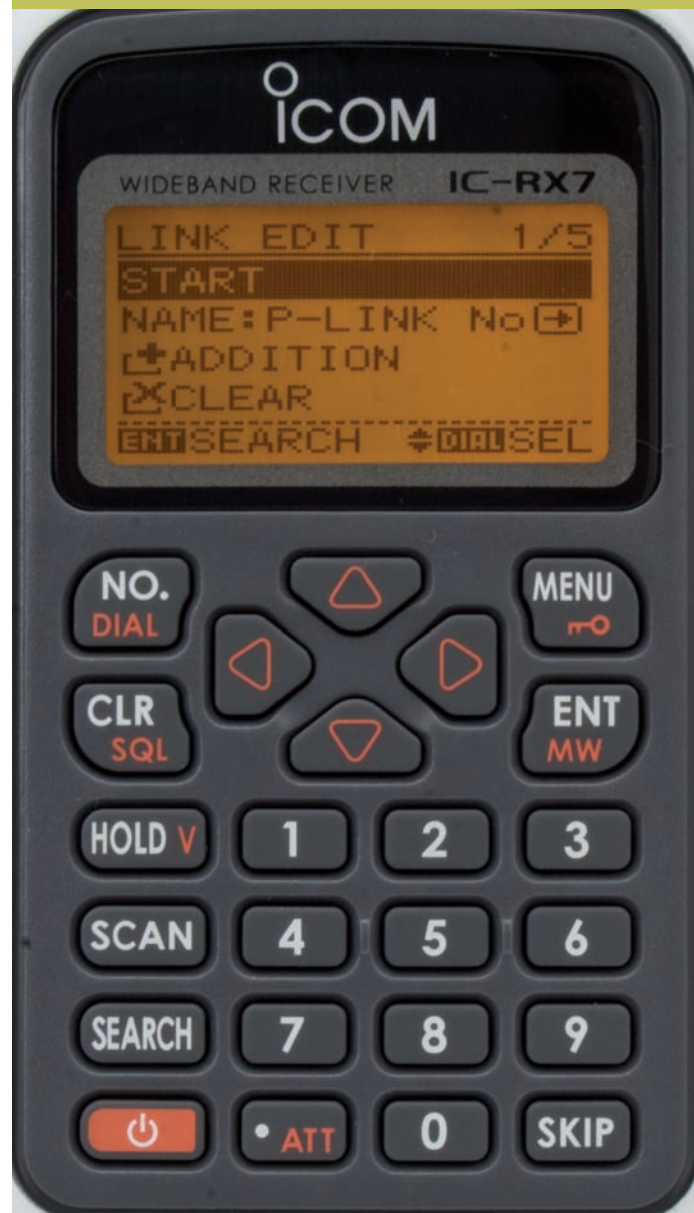 ICOM
WIDEBAND RECEIVER IC-RX7
LINK EDIT 1/5
START
NAME:P-LINK No
ADDITION
CLEAR
ENT SEARCH DIAL SEL
NO.
DIAL
MENU
CLR
SQL
ENT
MW
HOLD V 1 2 3
SCAN 4 5 6
SEARCH 7 8 9
• ATT 0 SKIP